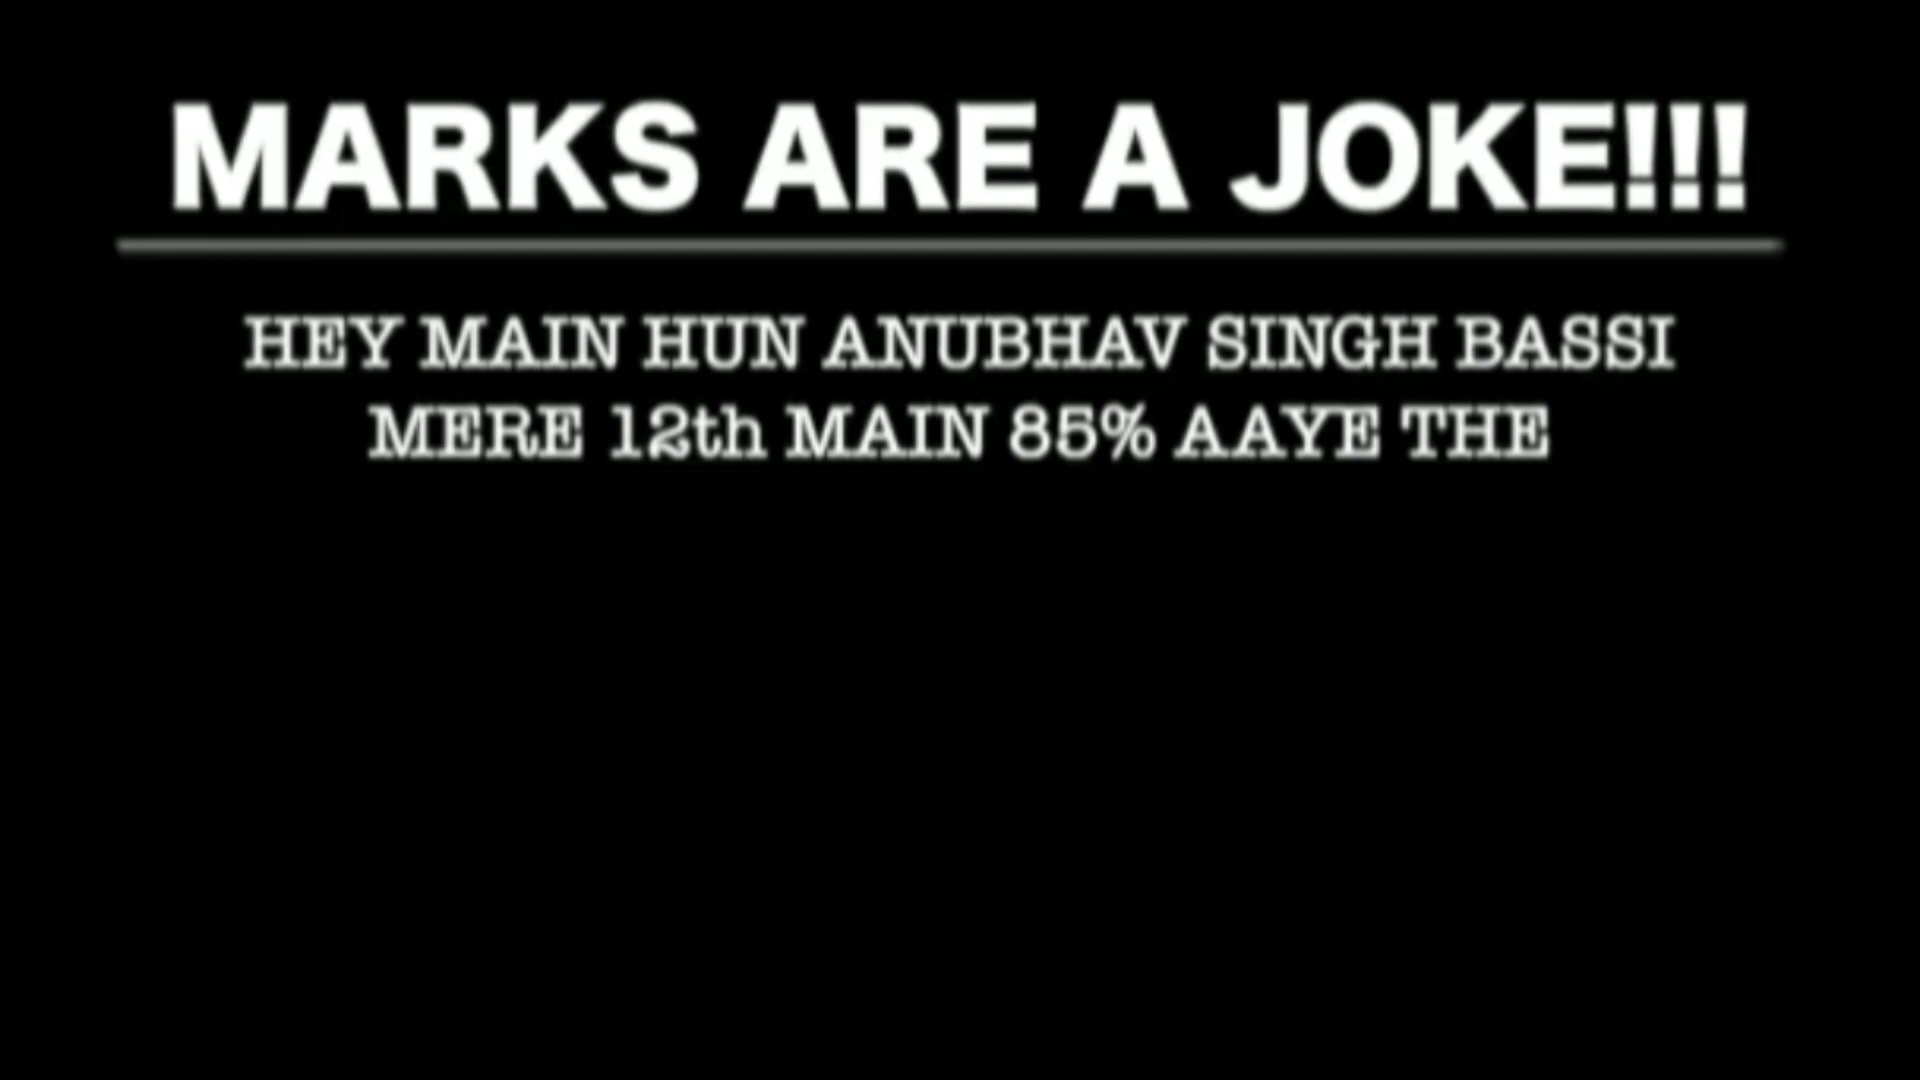 MARKS ARE A JOKE!!!
HEY MAIN HUN ANUBHAV SINGH BASSI
MERE 12th MAIN 85% AAYE THE